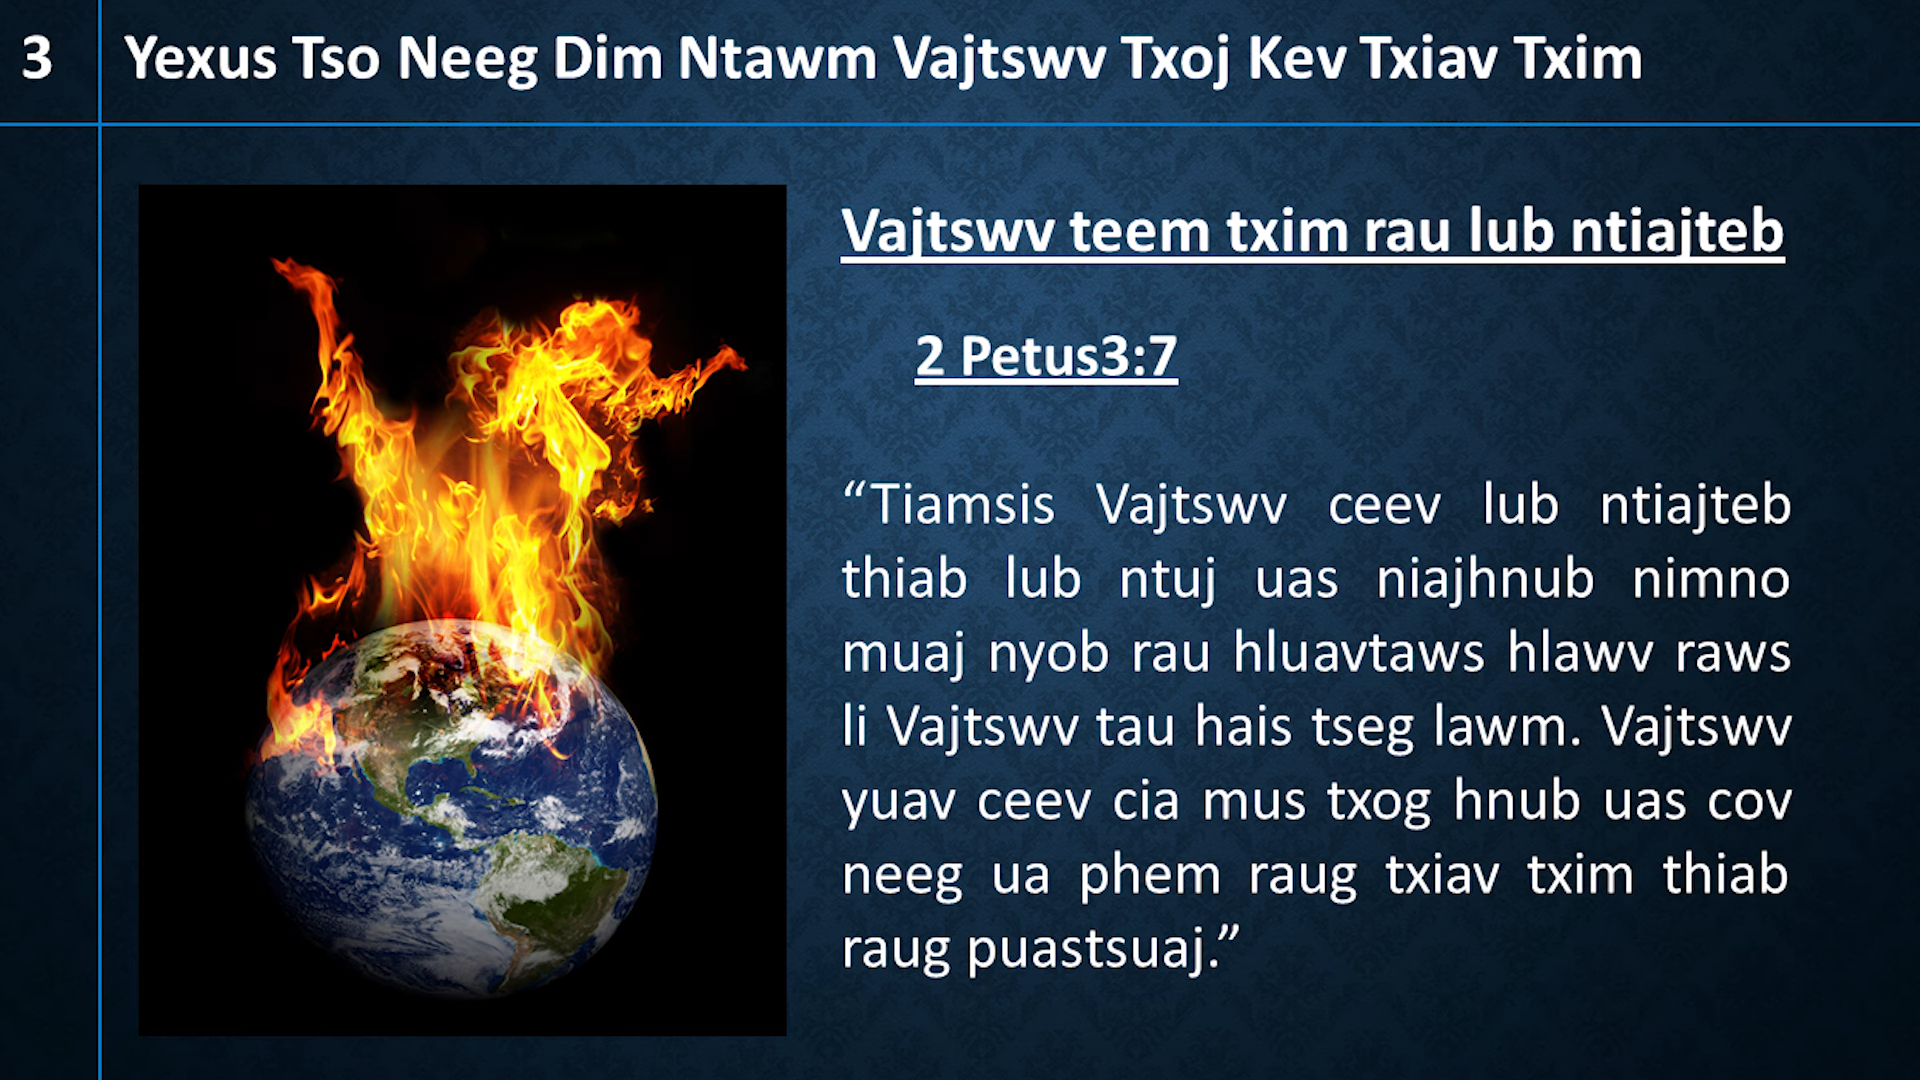 3
Yexus Tso Neeg Dim Ntawm Vajtswv Txoj Kev Txiav Txim
Vajtswv teem txim rau lub ntiajteb
2 Petus3:7
“Tiamsis Vajtswv ceev lub ntiajteb
thiab lub ntuj uas niajhnub nimno
muaj nyob rau hluavtaws hlawv raws
li Vajtswv tau hais tseg lawm. Vajtswv
yuav ceev cia mus txog hnub uas cov
neeg ua phem raug txiav txim thiab
raug puastsuaj.”